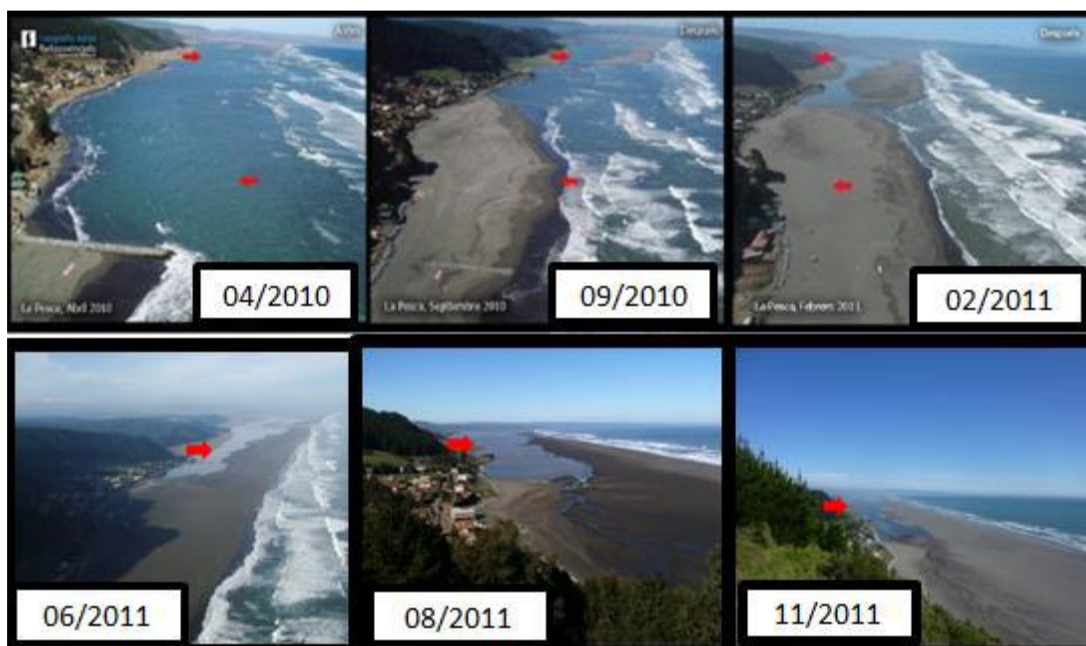 Antes
Después
Después
La Pesca, Abril 2010
04/2010
La Pesca, Septiembre 2010
09/2010
La Pesca, Febrero 2011
02/2011
06/2011
08/2011
11/2011